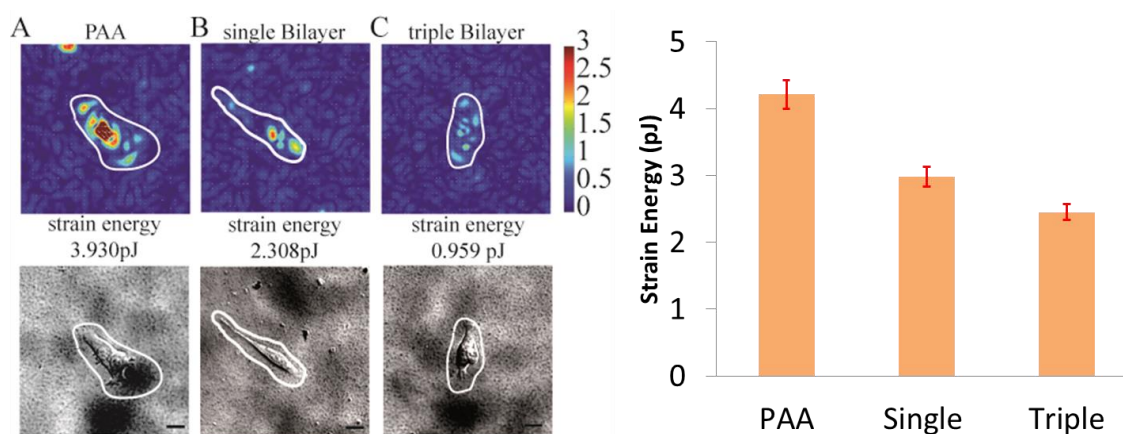 A PAA
B single Bilayer
C triple Bilayer
3
2.5
2
1.5
1
0.5
0
strain energy
3.930pJ
strain energy
2.308pJ
strain energy
0.959 pJ
Strain Energy (pJ)
5
4
3
2
1
0
PAA
Single
Triple